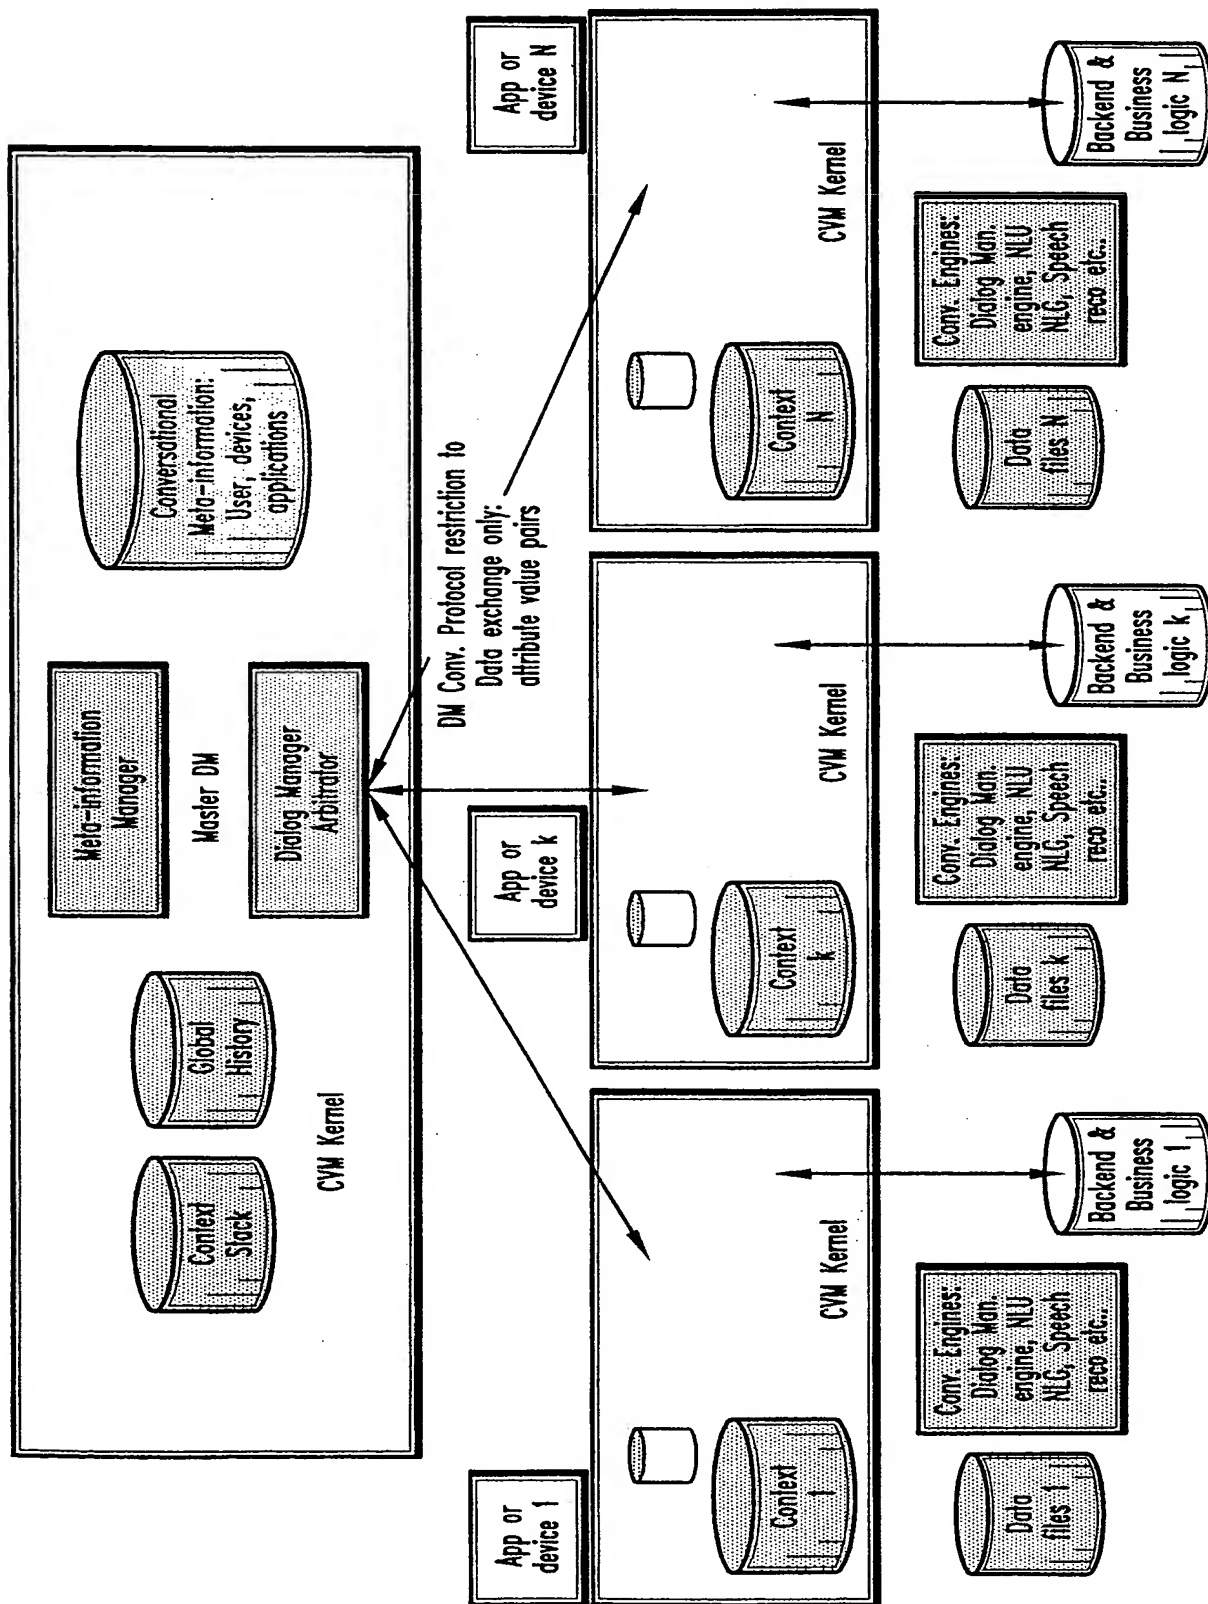 Context
Stack
Global
History
CVM Kernel
Meta-information
Manager
Master DM
Dialog Manager
Arbitrator
Conversational
Meta-information:
User, devices,
applications
DM Conv. Protocol restriction to
Data exchange only:
attribute value pairs
App or
device 1
Context
1
CVM Kernel
Data
files 1
Conv. Engines:
Dialog Man.
engine, NLU
NLG, Speech
reco etc..
Backend &
Business
logic 1
App or
device k
Context
k
CVM Kernel
Data
files k
Conv. Engines:
Dialog Man.
engine, NLU
NLG, Speech
reco etc..
Backend &
Business
logic k
App or
device N
Context
N
CVM Kernel
Data
files N
Conv. Engines:
Dialog Man.
engine, NLU
NLG, Speech
reco etc..
Backend &
Business
logic N